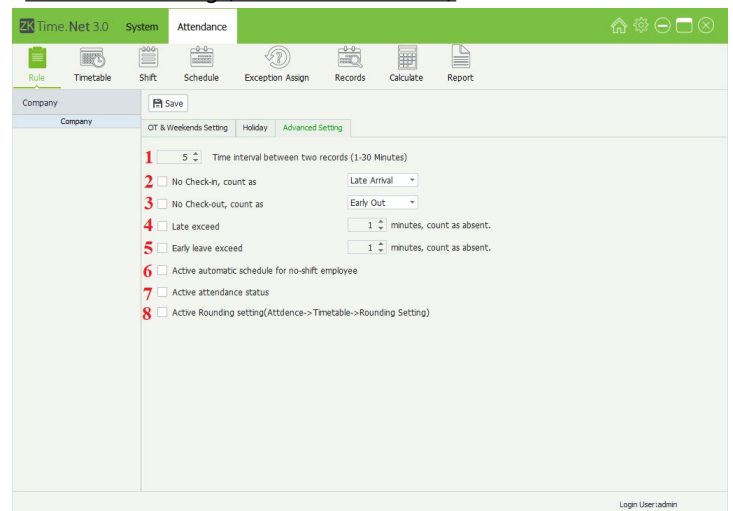 ZKTime.Net 3.0 System Attendance
Rule Timetable Shift Schedule Exception Assign Records Calculate Report
Company
Company
Save
OT & Weekends Setting Holiday Advanced Setting
1 5 Time interval between two records (1-30 Minutes)
2 No Check-in, count as Late Arrival
3 No Check-out, count as Early Out
4 Late exceed 1 minutes, count as absent.
5 Early leave exceed 1 minutes, count as absent.
6 Active automatic schedule for no-shift employee
7 Active attendance status
8 Active Rounding setting(Attdence->Timetable->Rounding Setting)
Login User:admin